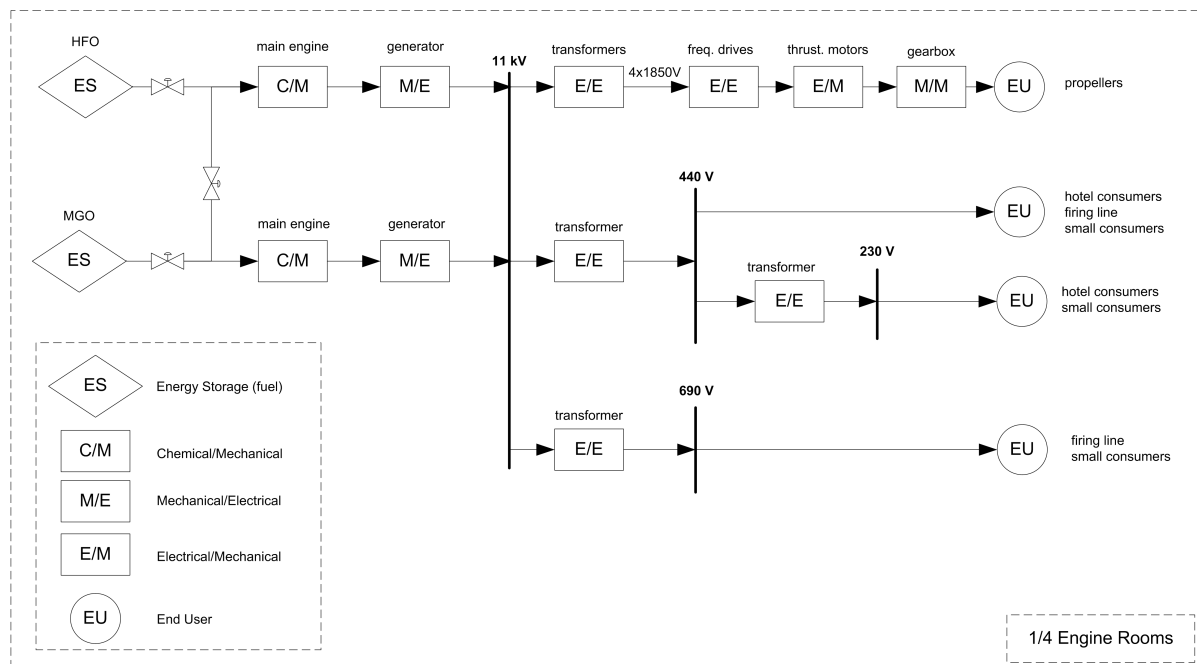 HFO
main engine
generator
11 kV
transformers
4x1850V
freq. drives
thrust. motors
gearbox
ES
C/M
M/E
E/E
E/E
E/M
M/M
EU
propellers
MGO
main engine
generator
transformer
440 V
ES
C/M
M/E
E/E
EU
hotel consumers
firing line
small consumers
transformer
230 V
E/E
EU
hotel consumers
small consumers
transformer
690 V
E/E
EU
firing line
small consumers
ES
Energy Storage (fuel)
C/M
Chemical/Mechanical
M/E
Mechanical/Electrical
E/M
Electrical/Mechanical
EU
End User
1/4 Engine Rooms